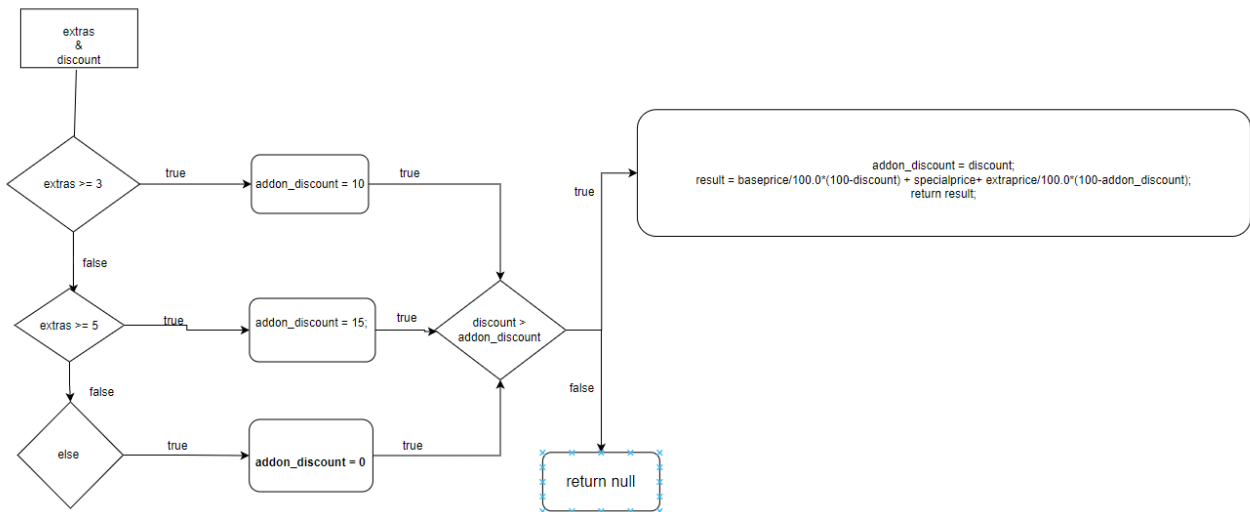 extras
&
discount
extras >= 3
true
addon_discount = 10
true
true
addon_discount = discount;
result = baseprice/100.0*(100-discount) + specialprice+ extraprice/100.0*(100-addon_discount);
return result;
false
extras >= 5
true
addon_discount = 15;
true
discount >
addon_discount
false
false
else
true
addon_discount = 0
true
return null